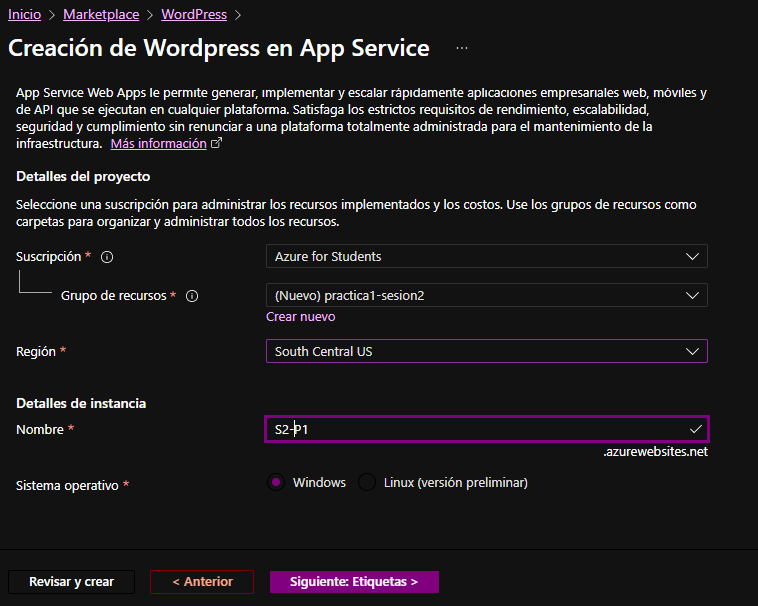 Inicio > Marketplace > WordPress >
Creación de Wordpress en App Service ...
App Service Web Apps le permite generar, implementar y escalar rápidamente aplicaciones empresariales web, móviles y
de API que se ejecutan en cualquier plataforma. Satisfaga los estrictos requisitos de rendimiento, escalabilidad,
seguridad y cumplimiento sin renunciar a una plataforma totalmente administrada para el mantenimiento de la
infraestructura. Más información
Detalles del proyecto
Seleccione una suscripción para administrar los recursos implementados y los costos. Use los grupos de recursos como
carpetas para organizar y administrar todos los recursos.
Suscripción * Azure for Students
Grupo de recursos * (Nuevo) practica1-sesion2
Crear nuevo
Región * South Central US
Detalles de instancia
Nombre * S2-P1
.azurewebsites.net
Sistema operativo * Windows Linux (versión preliminar)
Revisar y crear < Anterior Siguiente: Etiquetas >